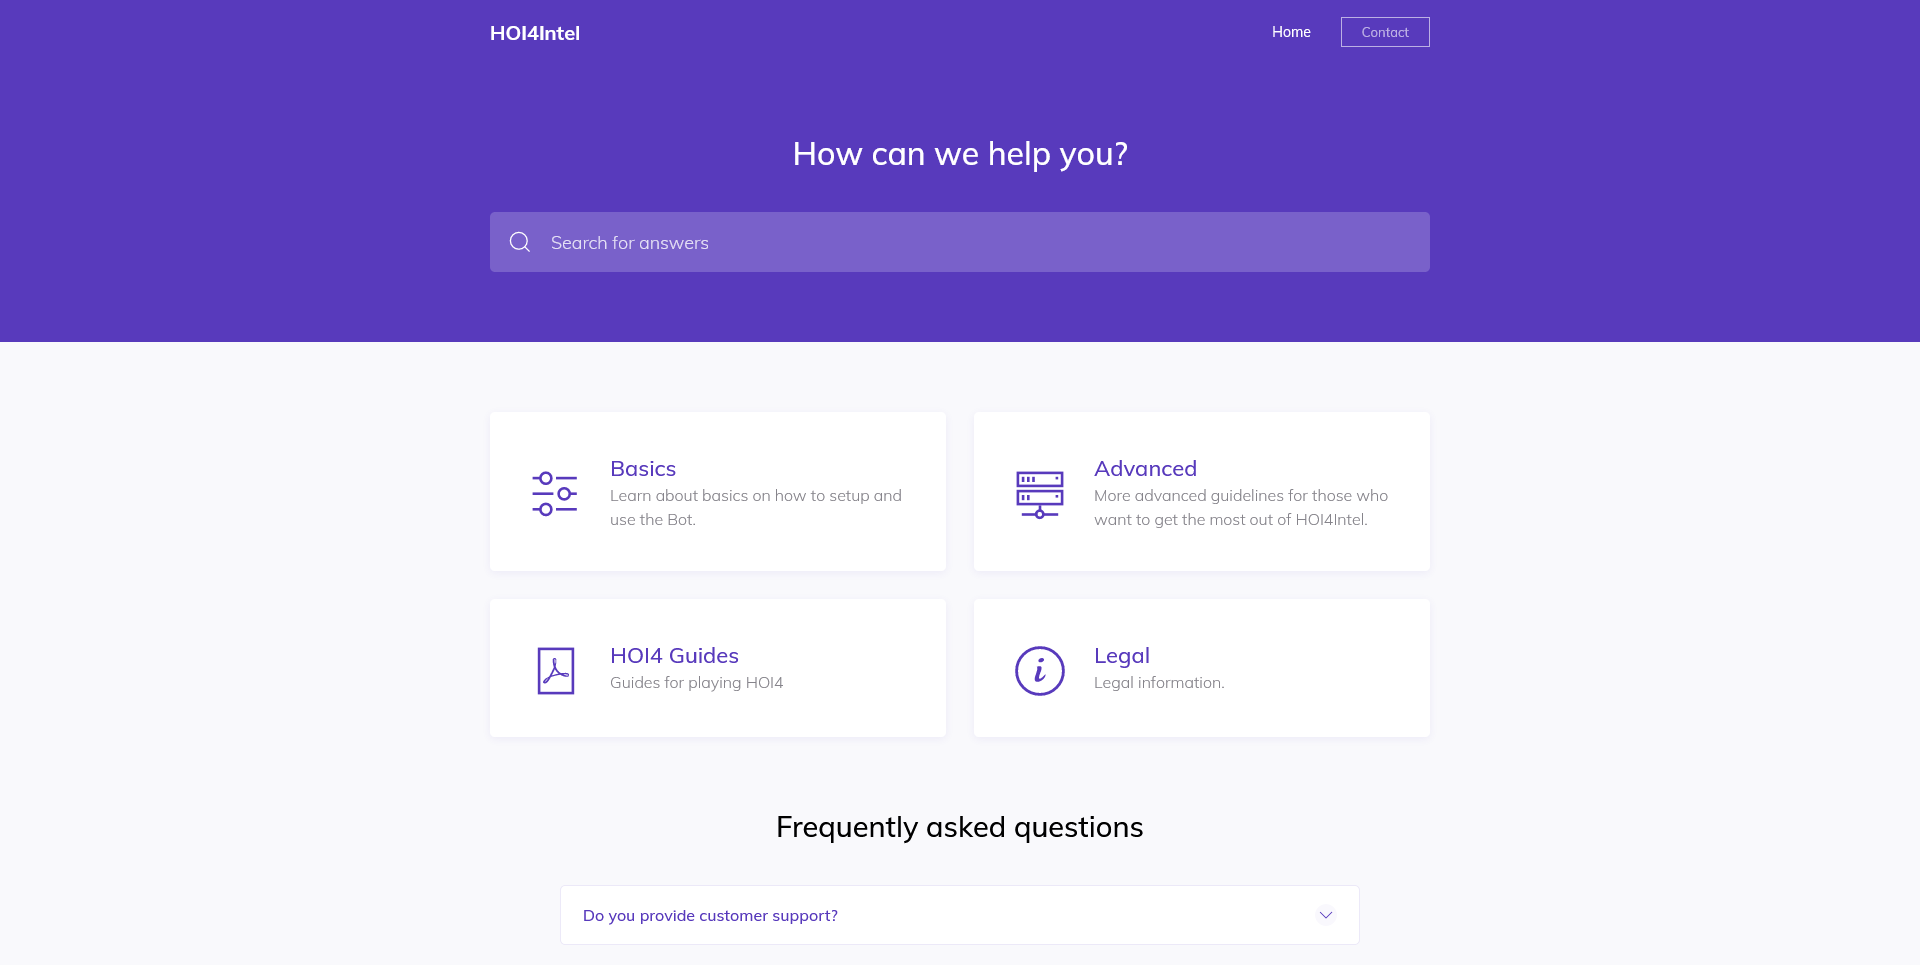 HOI4Intel
Home
Contact
How can we help you?
Search for answers
Basics
Learn about basics on how to setup and
use the Bot.
Advanced
More advanced guidelines for those who
want to get the most out of HOI4Intel.
HOI4 Guides
Guides for playing HOI4
Legal
Legal information.
Frequently asked questions
Do you provide customer support?